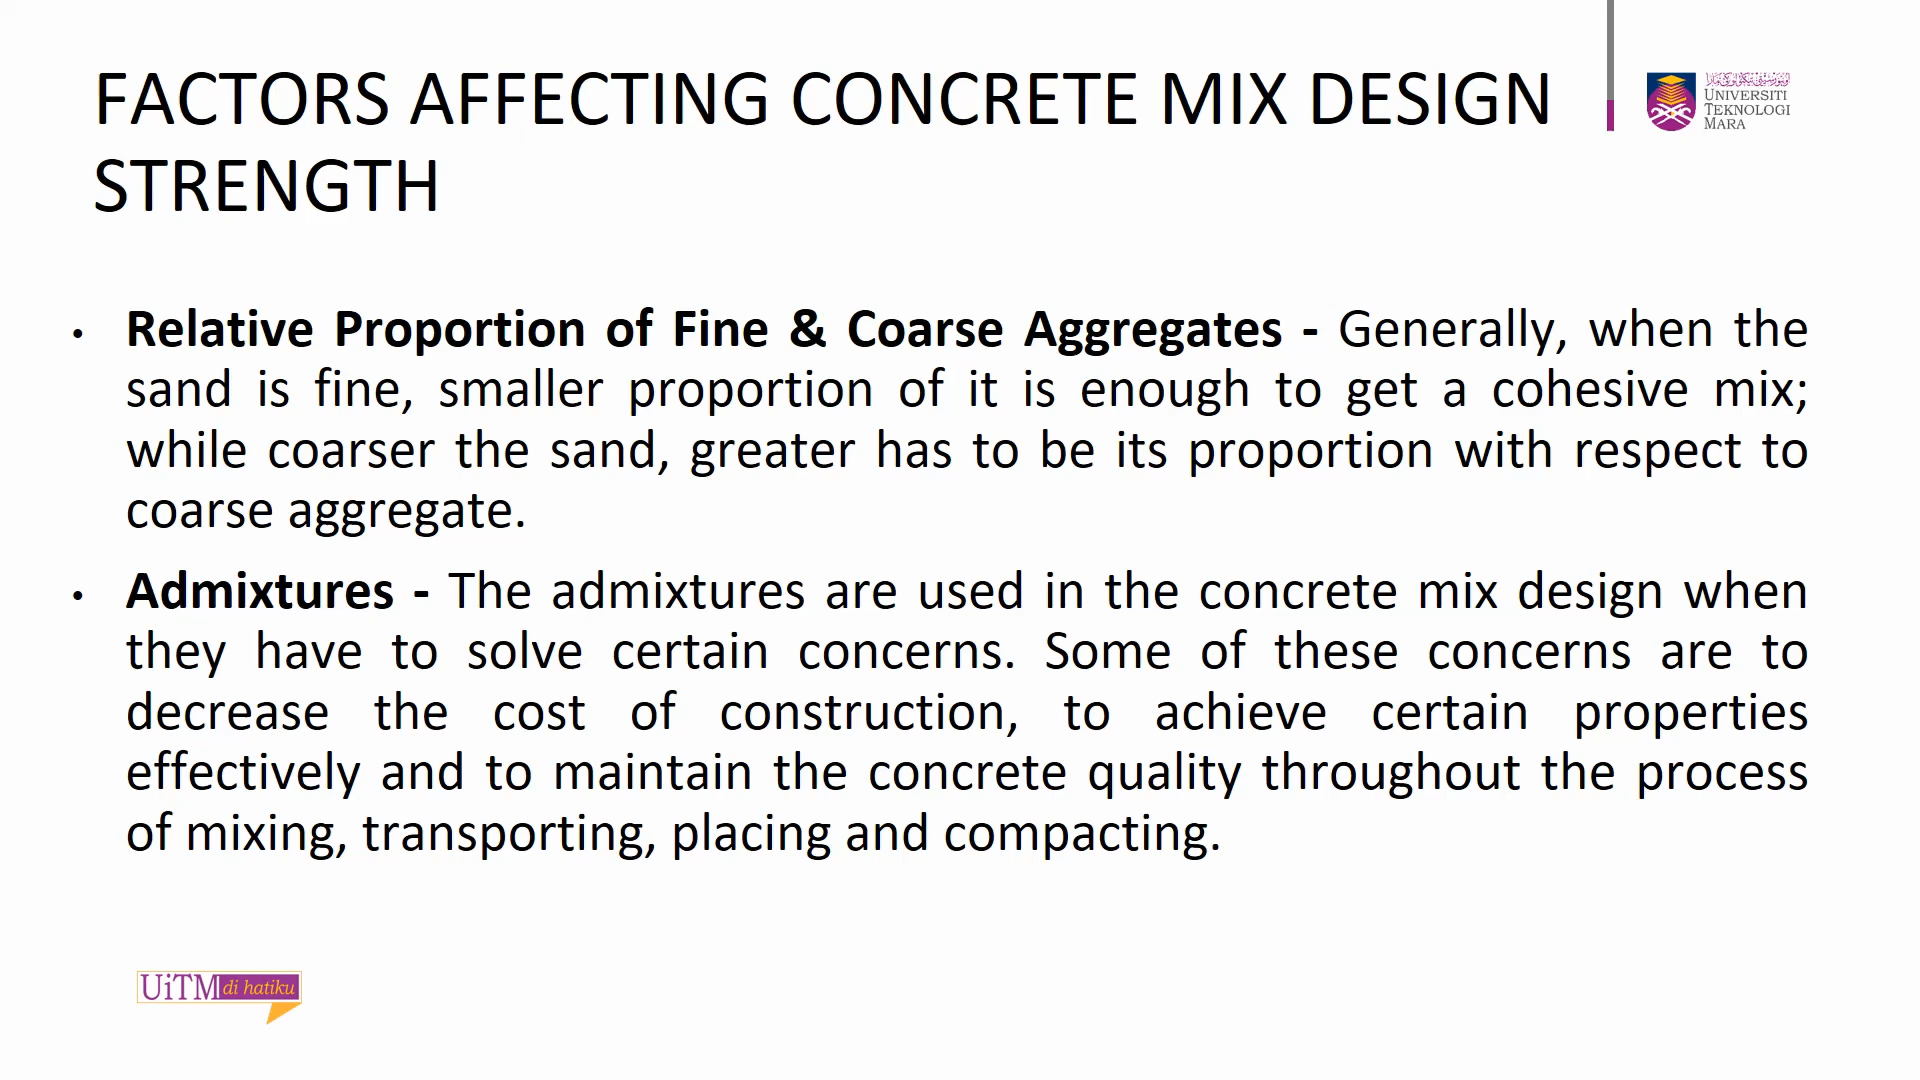 FACTORS AFFECTING CONCRETE MIX DESIGN
STRENGTH
UNIVERSITI
TEKNOLOGI
MARA
• Relative Proportion of Fine & Coarse Aggregates - Generally, when the
sand is fine, smaller proportion of it is enough to get a cohesive mix;
while coarser the sand, greater has to be its proportion with respect to
coarse aggregate.
• Admixtures - The admixtures are used in the concrete mix design when
they have to solve certain concerns. Some of these concerns are to
decrease the cost of construction, to achieve certain properties
effectively and to maintain the concrete quality throughout the process
of mixing, transporting, placing and compacting.
UiTM di hatiku